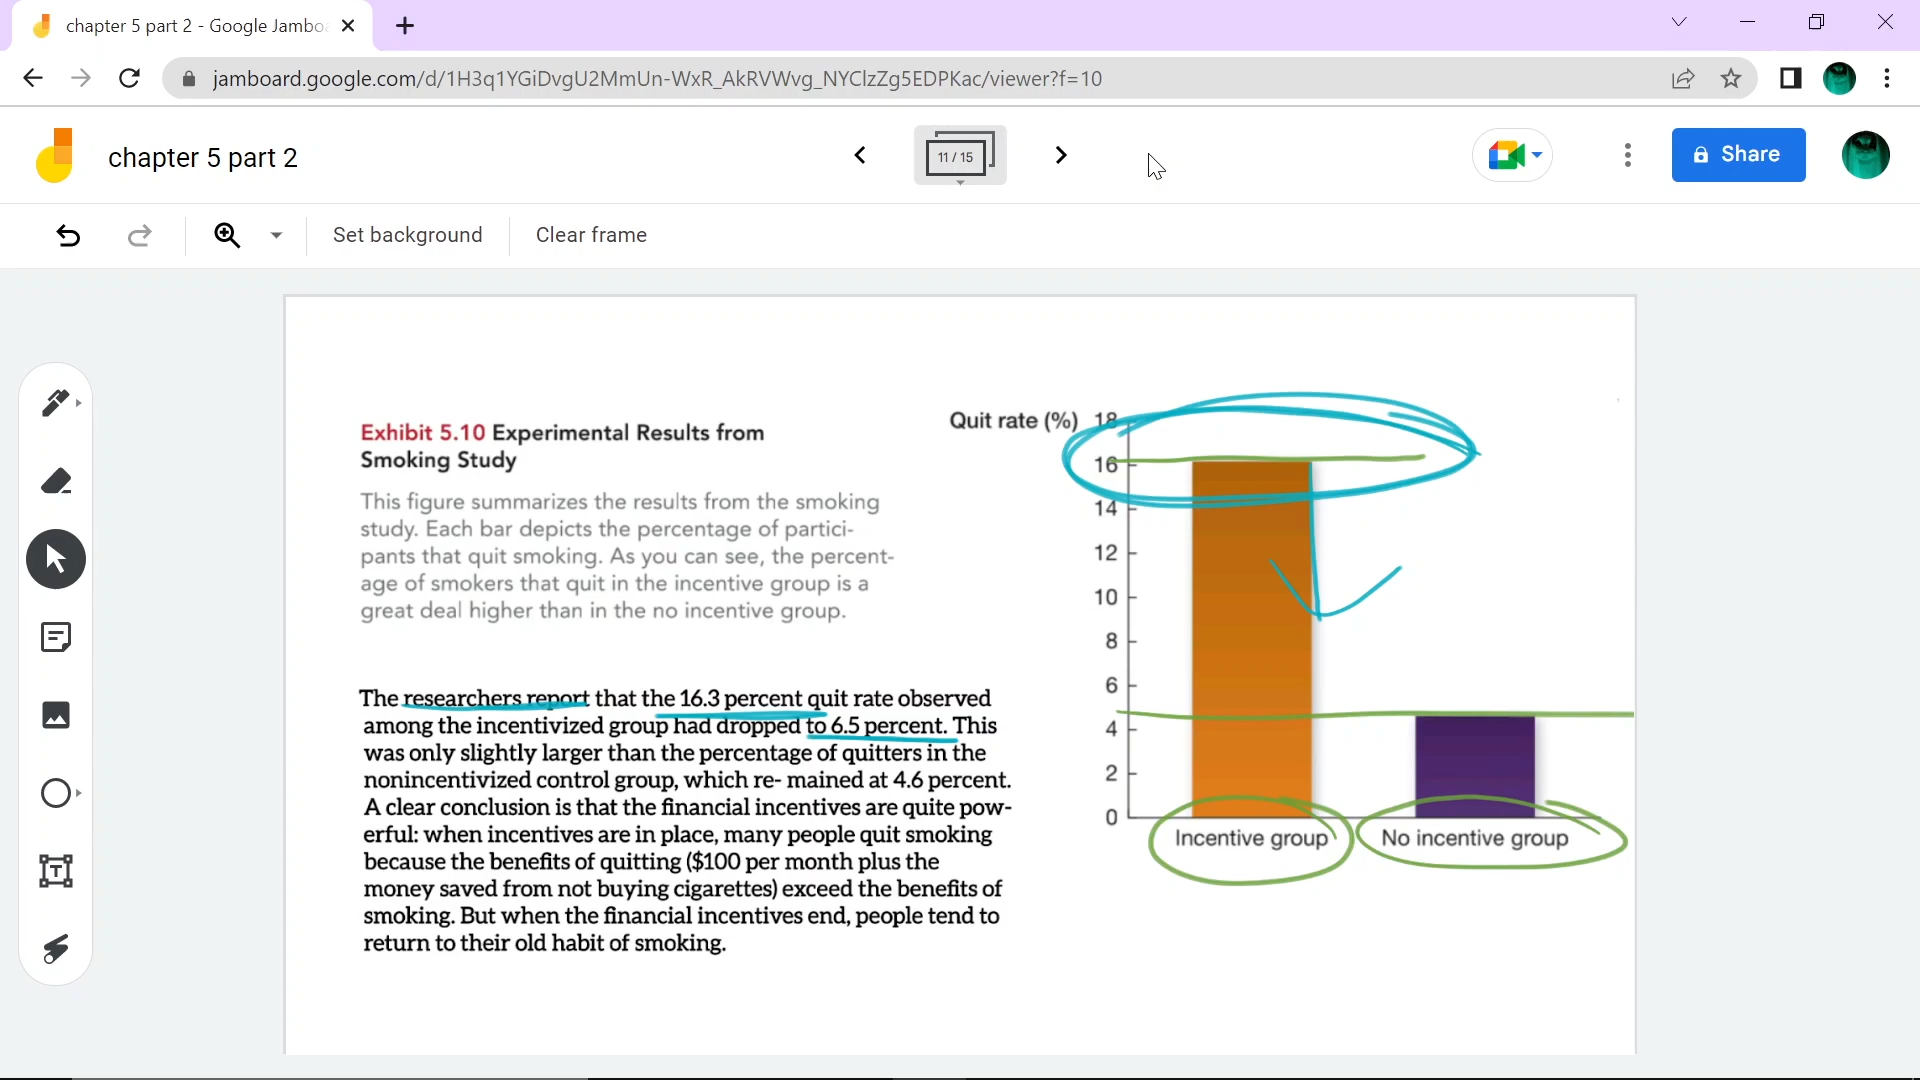 chapter 5 part 2 - Google Jambo
jamboard.google.com/d/1H3q1YGiDvgU2MmUn-WxR_AkRVWvg_NYClzZg5EDPKac/viewer?f=10
chapter 5 part 2
11 / 15
Share
Set background
Clear frame
Exhibit 5.10 Experimental Results from
Smoking Study
This figure summarizes the results from the smoking
study. Each bar depicts the percentage of partici-
pants that quit smoking. As you can see, the percent-
age of smokers that quit in the incentive group is a
great deal higher than in the no incentive group.
The researchers report that the 16.3 percent quit rate observed
among the incentivized group had dropped to 6.5 percent. This
was only slightly larger than the percentage of quitters in the
nonincentivized control group, which re- mained at 4.6 percent.
A clear conclusion is that the financial incentives are quite pow-
erful: when incentives are in place, many people quit smoking
because the benefits of quitting ($100 per month plus the
money saved from not buying cigarettes) exceed the benefits of
smoking. But when the financial incentives end, people tend to
return to their old habit of smoking.
Quit rate (%)
18
16
14
12
10
8
6
4
2
0
Incentive group
No incentive group